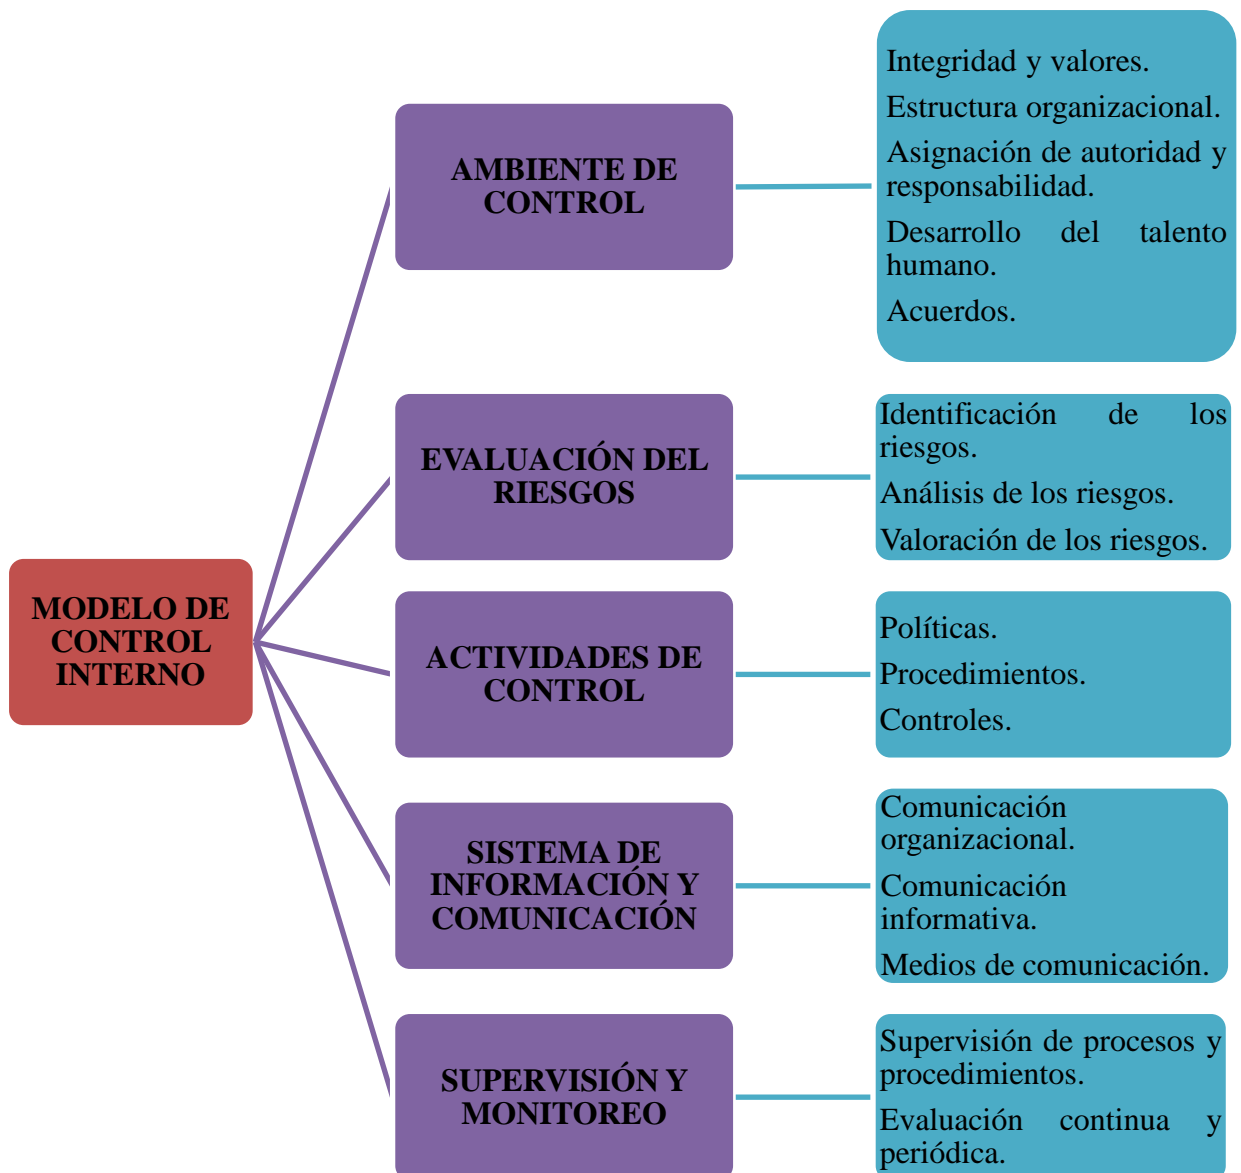 MODELO DE
CONTROL
INTERNO
AMBIENTE DE
CONTROL
Integridad y valores.
Estructura organizacional.
Asignación de autoridad y
responsabilidad.
Desarrollo del talento
humano.
Acuerdos.
EVALUACIÓN DEL
RIESGOS
Identificación de los
riesgos.
Análisis de los riesgos.
Valoración de los riesgos.
ACTIVIDADES DE
CONTROL
Políticas.
Procedimientos.
Controles.
SISTEMA DE
INFORMACIÓN Y
COMUNICACIÓN
Comunicación
organizacional.
Comunicación
informativa.
Medios de comunicación.
SUPERVISIÓN Y
MONITOREO
Supervisión de procesos y
procedimientos.
Evaluación continua y
periódica.